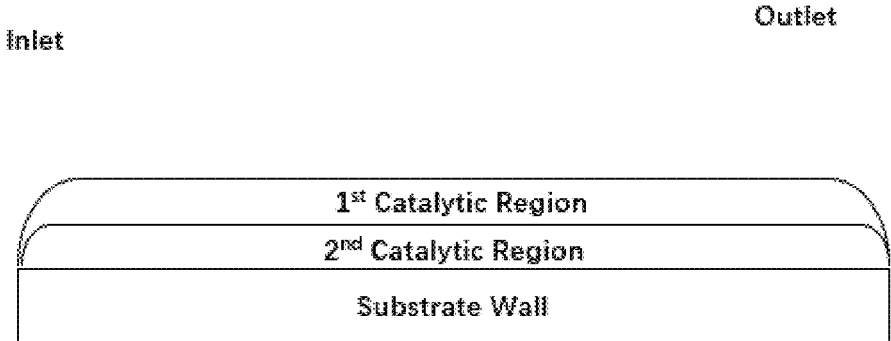 Outlet
Inlet
1st Catalytic Region
2nd Catalytic Region
Substrate Wall